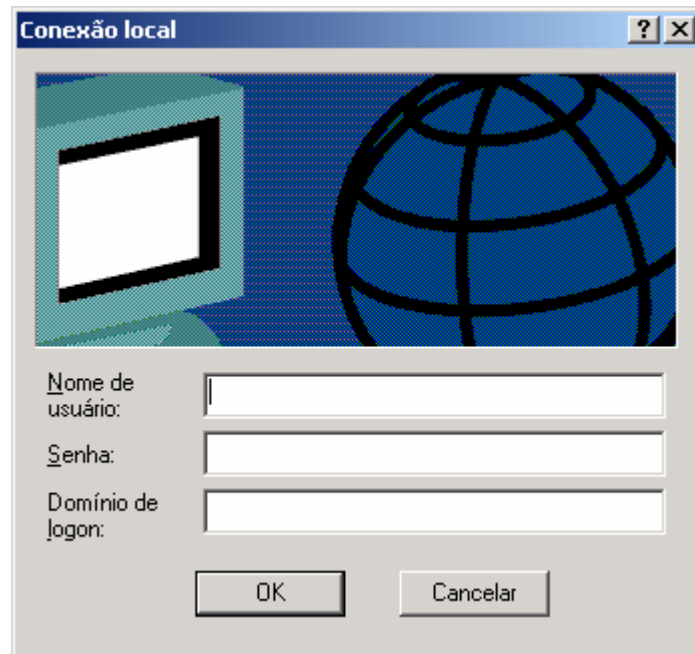 Conexão local
Nome de
usuário:
Senha:
Domínio de
logon:
OK
Cancelar